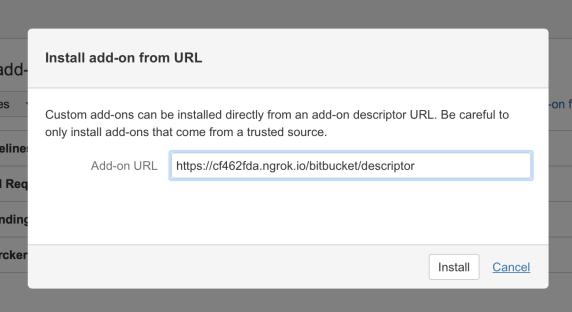 Install add-on from URL
add-
es
-on f
Custom add-ons can be installed directly from an add-on descriptor URL. Be careful to
only install add-ons that come from a trusted source.
Add-on URL https://cf462fda.ngrok.io/bitbucket/descriptor
eline
l Req
nding
rcker
Install Cancel